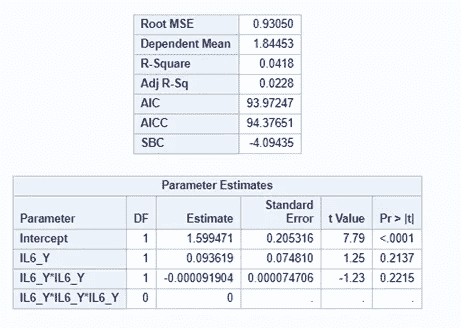 Root MSE 0.93050
Dependent Mean 1.84453
R-Square 0.0418
Adj R-Sq 0.0228
AIC 93.97247
AICC 94.37651
SBC -4.09435
Parameter Estimates
Parameter DF Estimate Standard Error t Value Pr > |t|
Intercept 1 1.599471 0.205316 7.79 <.0001
IL6_Y 1 0.093619 0.074810 1.25 0.2137
IL6_Y*IL6_Y 1 -0.000091904 0.000074706 -1.23 0.2215
IL6_Y*IL6_Y*IL6_Y 0 0 . . .